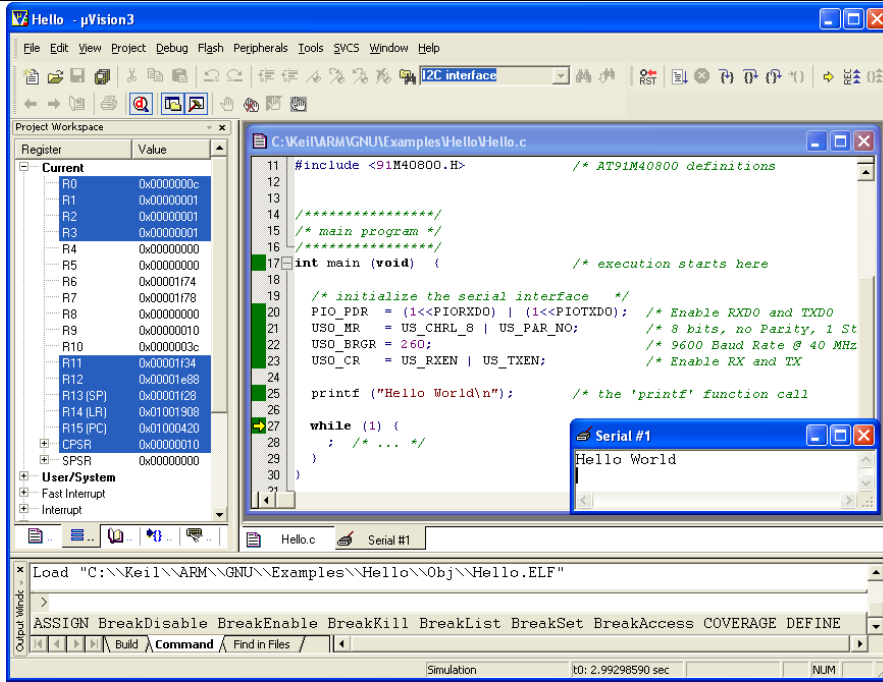 Hello - µVision3
File Edit View Project Debug Flash Peripherals Tools SVCS Window Help
I2C interface
RST
Project Workspace
Register Value
Current
R0 0x0000000c
R1 0x00000001
R2 0x00000001
R3 0x00000001
R4 0x00000000
R5 0x00000000
R6 0x00001f74
R7 0x00001f78
R8 0x00000000
R9 0x00000010
R10 0x0000003c
R11 0x00001f34
R12 0x00001e88
R13 (SP) 0x00001f28
R14 (LR) 0x01001908
R15 (PC) 0x01000420
CPSR 0x00000010
SPSR 0x00000000
User/System
Fast Interrupt
Interrupt
C:\Keil\ARM\GNU\Examples\Hello\Hello.c
11 #include <91M40800.H> /* AT91M40800 definitions
12
13
14 /****************/
15 /* main program */
16 /****************/
17 int main (void) { /* execution starts here
18
19 /* initialize the serial interface */
20 PIO_PDR = (1<<PIORXD0) | (1<<PIOTXD0); /* Enable RXD0 and TXD0
21 US0_MR = US_CHRL_8 | US_PAR_NO; /* 8 bits, no Parity, 1 St
22 US0_BRGR = 260; /* 9600 Baud Rate @ 40 MHz
23 US0_CR = US_RXEN | US_TXEN; /* Enable RX and TX
24
25 printf ("Hello World\n"); /* the 'printf' function call
26
27 while (1) {
28 ; /* ... */
29 }
30 }
31
Serial #1
Hello World
Hello.c Serial #1
Output Windo
Load "C:\\Keil\\ARM\\GNU\\Examples\\Hello\\Obj\\Hello.ELF"
>
ASSIGN BreakDisable BreakEnable BreakKill BreakList BreakSet BreakAccess COVERAGE DEFINE
Build Command Find in Files
Simulation t0: 2.99298590 sec NUM